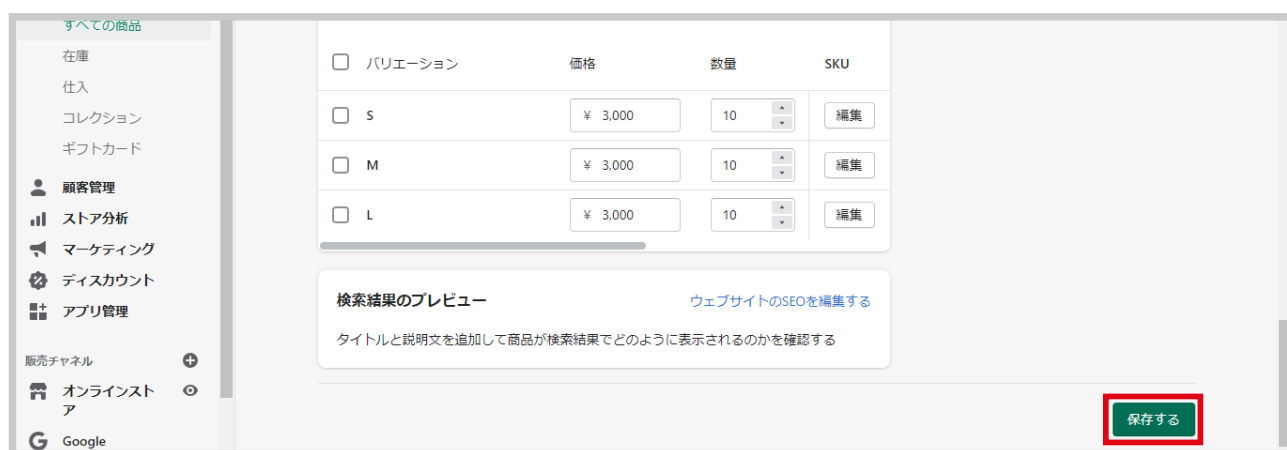 すべての商品
在庫
仕入
コレクション
ギフトカード
顧客管理
ストア分析
マーケティング
ディスカウント
アプリ管理
販売チャネル
オンラインスト
ア
Google
バリエーション 価格 数量 SKU
S ¥ 3,000 10 編集
M ¥ 3,000 10 編集
L ¥ 3,000 10 編集
検索結果のプレビュー ウェブサイトのSEOを編集する
タイトルと説明文を追加して商品が検索結果でどのように表示されるのかを確認する
保存する